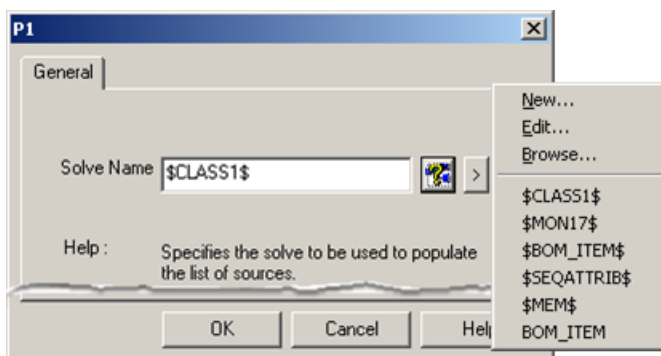 P1
General
Solve Name $CLASS1$
>
Help : Specifies the solve to be used to populate
the list of sources.
OK Cancel Help
New...
Edit...
Browse...
$CLASS1$
$MON17$
$BOM_ITEM$
$SEQATTRIB$
$MEM$
BOM_ITEM